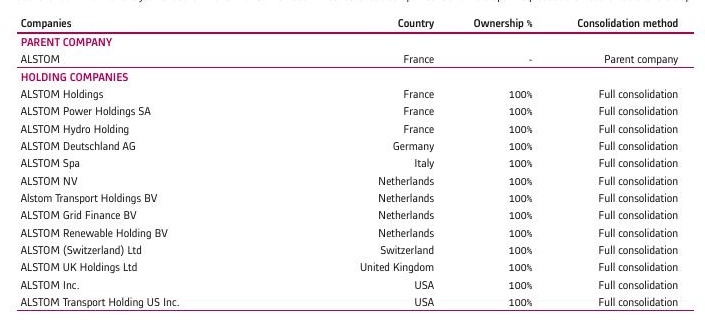 Companies Country Ownership % Consolidation method
PARENT COMPANY
ALSTOM France - Parent company
HOLDING COMPANIES
ALSTOM Holdings France 100% Full consolidation
ALSTOM Power Holdings SA France 100% Full consolidation
ALSTOM Hydro Holding France 100% Full consolidation
ALSTOM Deutschland AG Germany 100% Full consolidation
ALSTOM Spa Italy 100% Full consolidation
ALSTOM NV Netherlands 100% Full consolidation
Alstom Transport Holdings BV Netherlands 100% Full consolidation
ALSTOM Grid Finance BV Netherlands 100% Full consolidation
ALSTOM Renewable Holding BV Netherlands 100% Full consolidation
ALSTOM (Switzerland) Ltd Switzerland 100% Full consolidation
ALSTOM UK Holdings Ltd United Kingdom 100% Full consolidation
ALSTOM Inc. USA 100% Full consolidation
ALSTOM Transport Holding US Inc. USA 100% Full consolidation